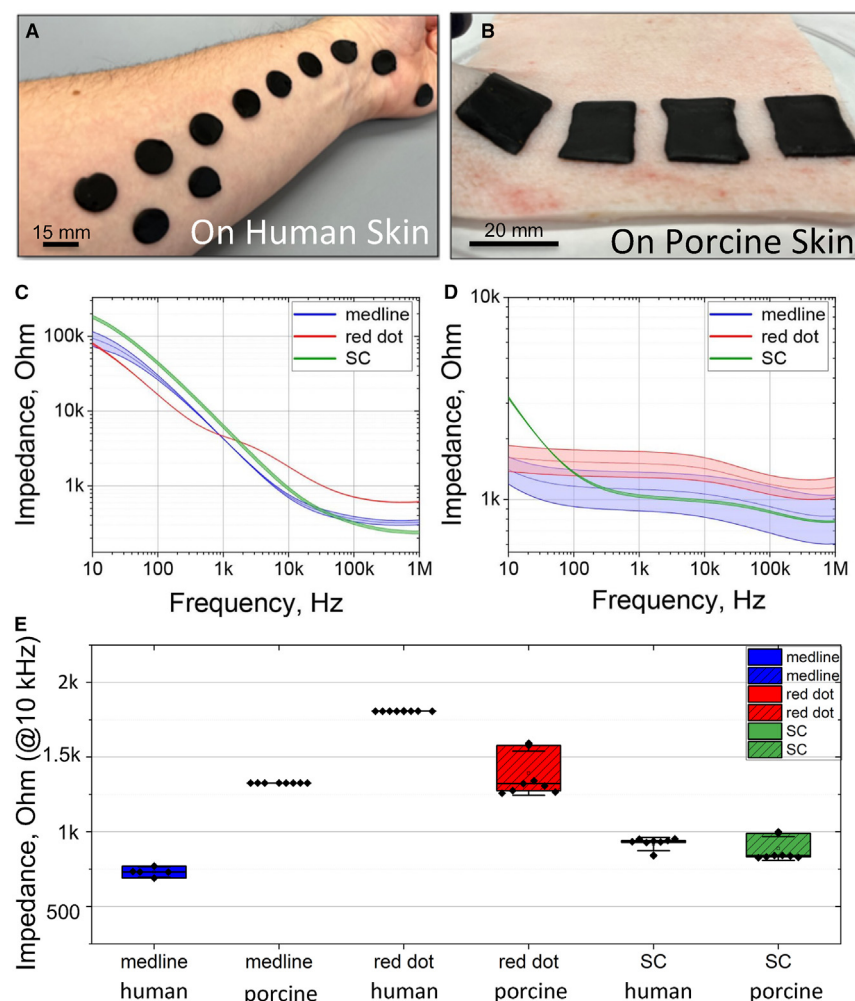 A
15 mm
On Human Skin
B
20 mm
On Porcine Skin
C
Impedance, Ohm
100k
10k
1k
medline
red dot
SC
10
100
1k
10k
100k
1M
Frequency, Hz
D
Impedance, Ohm
10k
1k
medline
red dot
SC
10
100
1k
10k
100k
1M
Frequency, Hz
E
Impedance, Ohm (@10 kHz)
2k
1.5k
1k
500
medline
medline
red dot
red dot
SC
SC
medline
human
medline
porcine
red dot
human
red dot
porcine
SC
human
SC
porcine